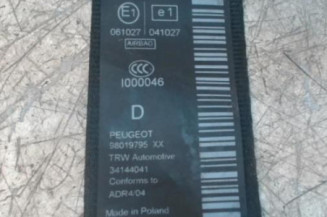 E1 e1
061027 041027
AIRBAG
CCC
I000046
D
PEUGEOT
98019795 XX
TRW Automotive
34144041
Conforms to
ADR4/04
Made in Poland